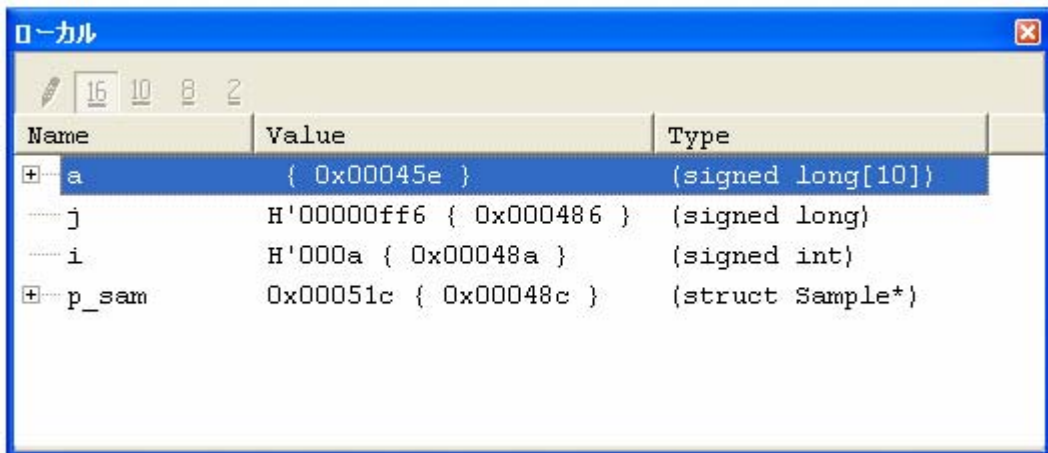 ローカル
16 10 8 2
Name Value Type
a { 0x00045e } (signed long[10])
j H'00000ff6 { 0x000486 } (signed long)
i H'000a { 0x00048a } (signed int)
p_sam 0x00051c { 0x00048c } (struct Sample*)